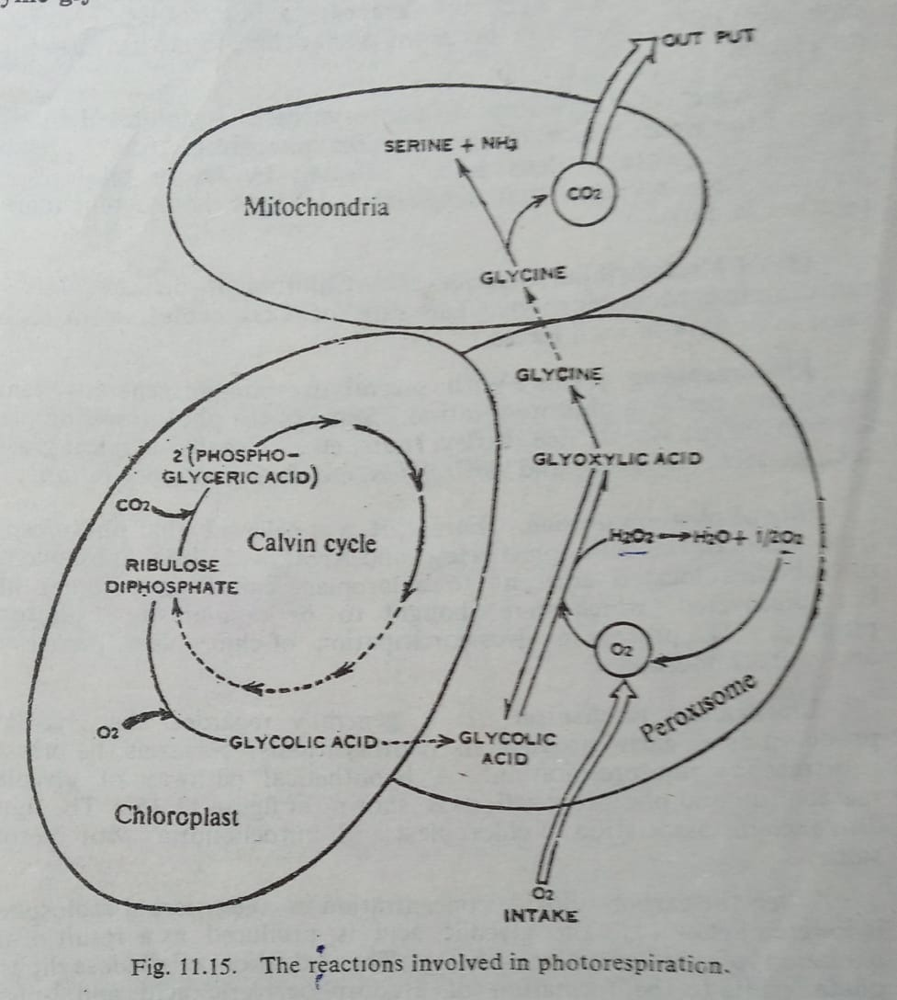 OUT PUT
SERINE + NH3
CO2
Mitochondria
GLYCINE
GLYCINE
2 (PHOSPHO-
GLYCERIC ACID)
GLYOXYLIC ACID
CO2
H2O2 H2O + 1/2O2
Calvin cycle
RIBULOSE
DIPHOSPHATE
O2
Peroxisome
O2
GLYCOLIC ACID
GLYCOLIC
ACID
Chloroplast
O2
INTAKE
Fig. 11.15. The reactions involved in photorespiration.